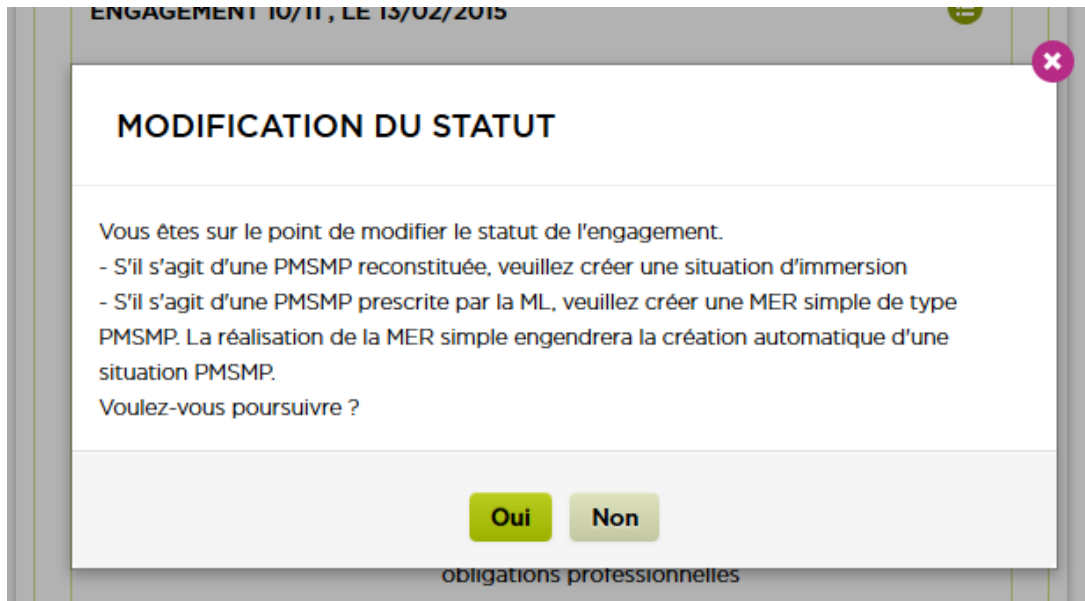 ENGAGEMENT 10/11 , LE 13/02/2015
MODIFICATION DU STATUT
Vous êtes sur le point de modifier le statut de l'engagement.
- S'il s'agit d'une PMSMP reconstituée, veuillez créer une situation d'immersion
- S'il s'agit d'une PMSMP prescrite par la ML, veuillez créer une MER simple de type
PMSMP. La réalisation de la MER simple engendrera la création automatique d'une
situation PMSMP.
Voulez-vous poursuivre ?
Oui Non
obligations professionnelles